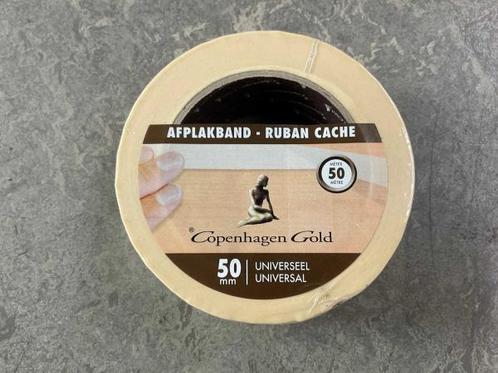 AFPLAKBAND - RUBAN CACHE
METER
50
MÈTRE
® Copenhagen Gold
50 mm
UNIVERSEEL
UNIVERSAL